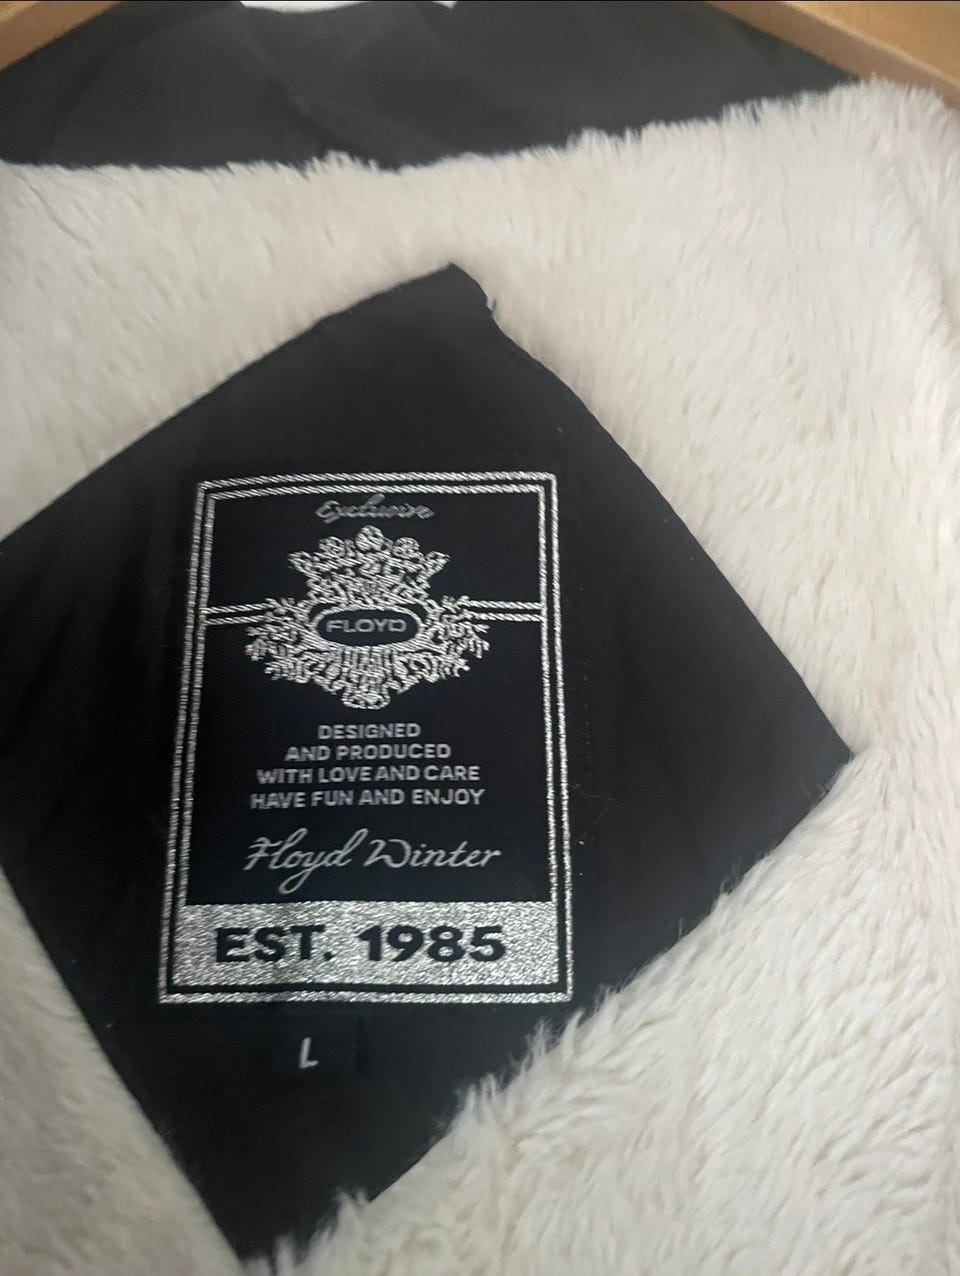 Exclusive
FLOYD
DESIGNED
AND PRODUCED
WITH LOVE AND CARE
HAVE FUN AND ENJOY
Floyd Winter
EST. 1985
L